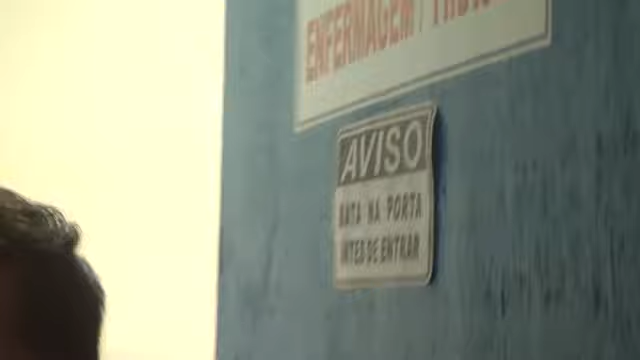 ENFERMAGEM /
AVISO
BATA NA PORTA
ANTES DE ENTRAR